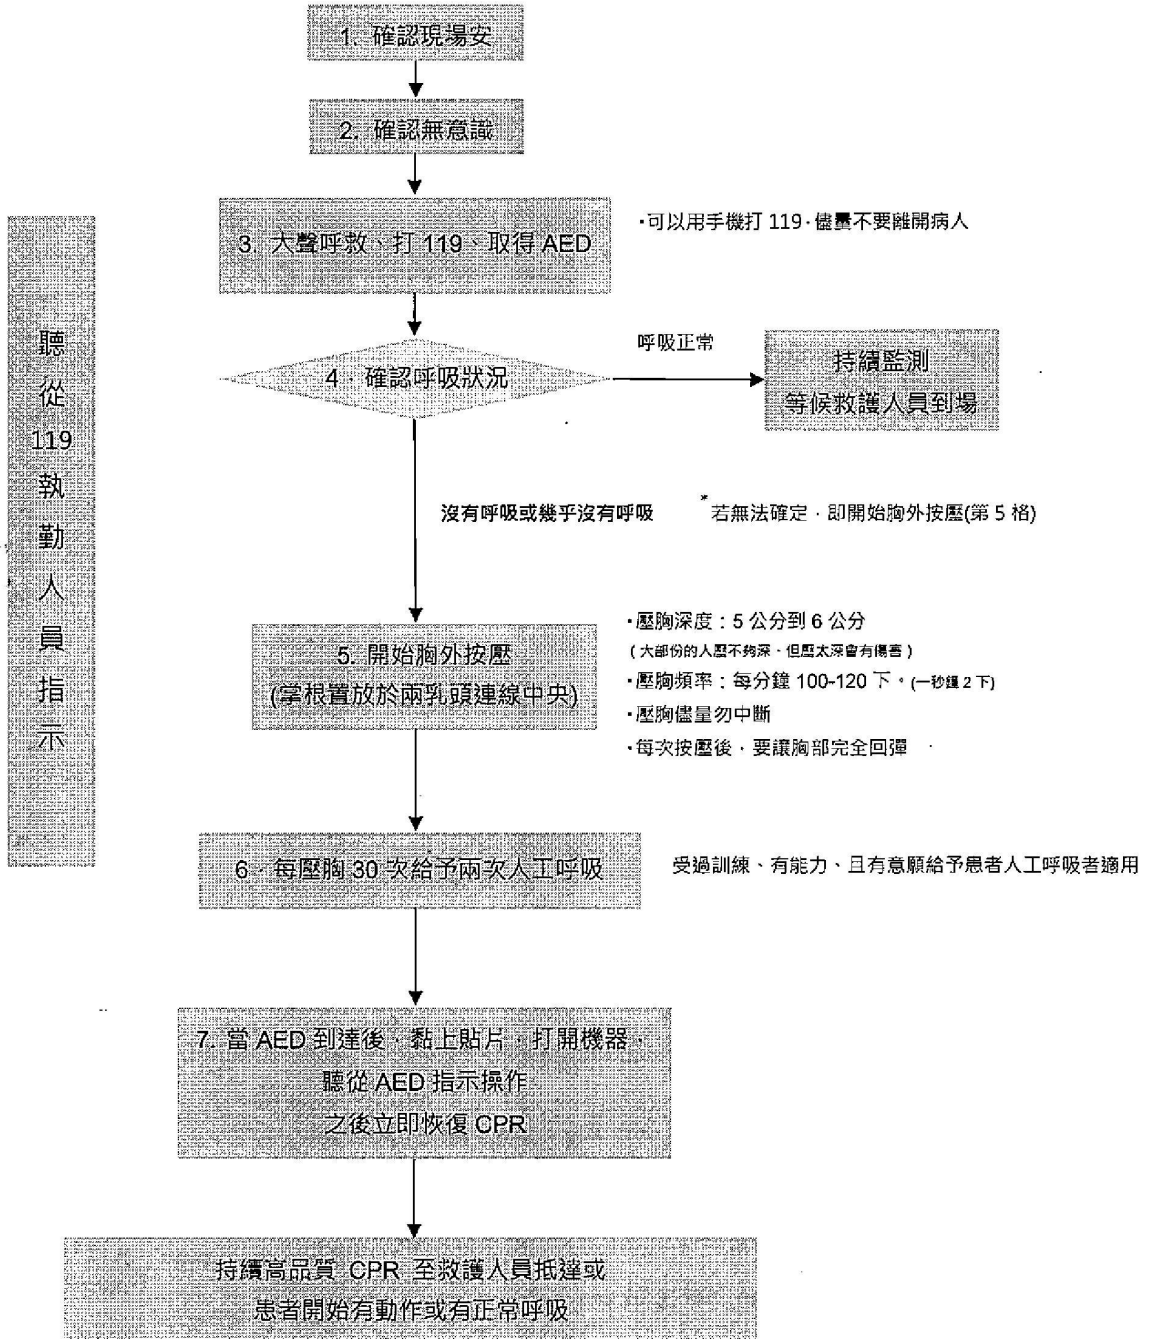 1. 確認現場安
2. 確認無意識
3. 大聲呼救、打 119、取得 AED
·可以用手機打 119·儘量不要離開病人
4·確認呼吸狀況
呼吸正常
持續監測
等候救護人員到場
聽從119執勤人員指示
沒有呼吸或幾乎沒有呼吸
*若無法確定·即開始胸外按壓(第 5 格)
5. 開始胸外按壓
(掌根置放於兩乳頭連線中央)
·壓胸深度：5 公分到 6 公分
(大部份的人壓不夠深·但壓太深會有傷害)
·壓胸頻率：每分鐘 100-120 下。(一秒鐘 2 下)
·壓胸儘量勿中斷
·每次按壓後·要讓胸部完全回彈
6·每壓胸 30 次給予兩次人工呼吸
受過訓練、有能力、且有意願給予患者人工呼吸者適用
7. 當 AED 到達後·黏上貼片·打開機器·
聽從 AED 指示操作
之後立即恢復 CPR
持續高品質 CPR 至救護人員抵達或
患者開始有動作或有正常呼吸